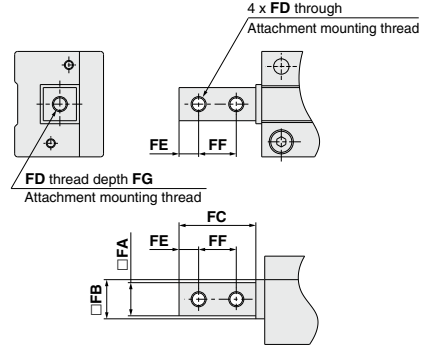 4 x FD through
Attachment mounting thread
FE
FF
FD thread depth FG
Attachment mounting thread
FC
FE
FF
□FA
□FB